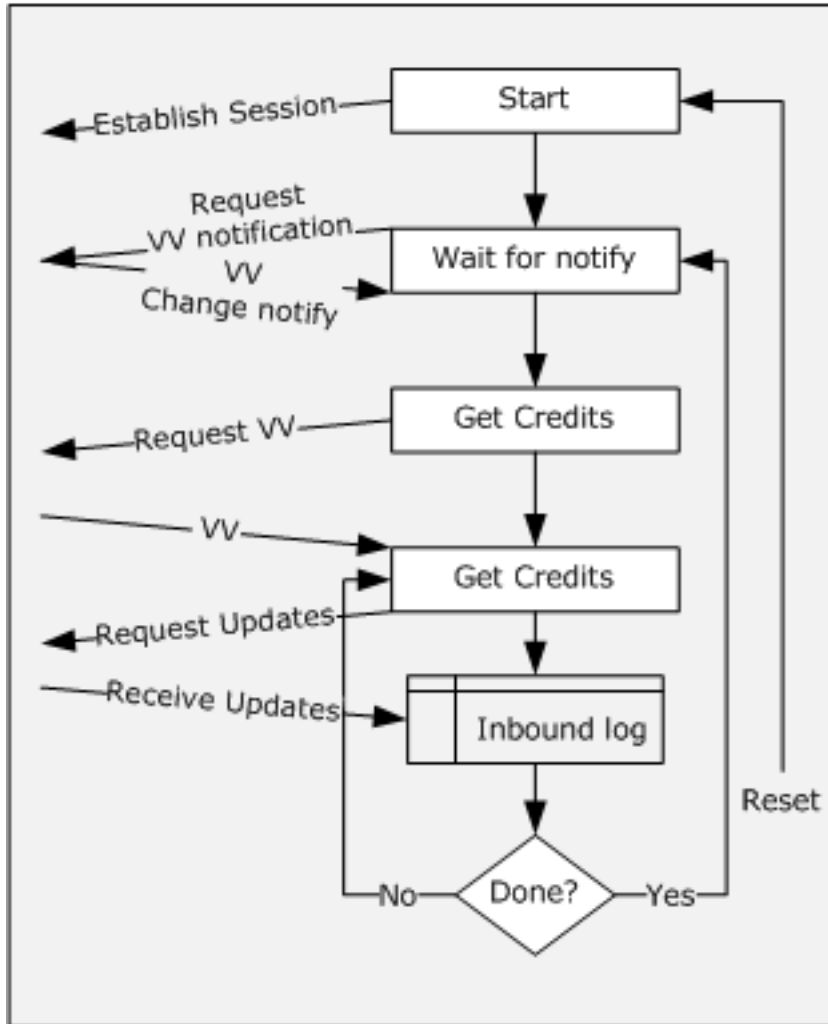 Start
Establish Session
Request
VV notification
Wait for notify
VV
Change notify
Get Credits
Request VV
VV
Get Credits
Request Updates
Receive Updates
Inbound log
Reset
No
Done?
Yes